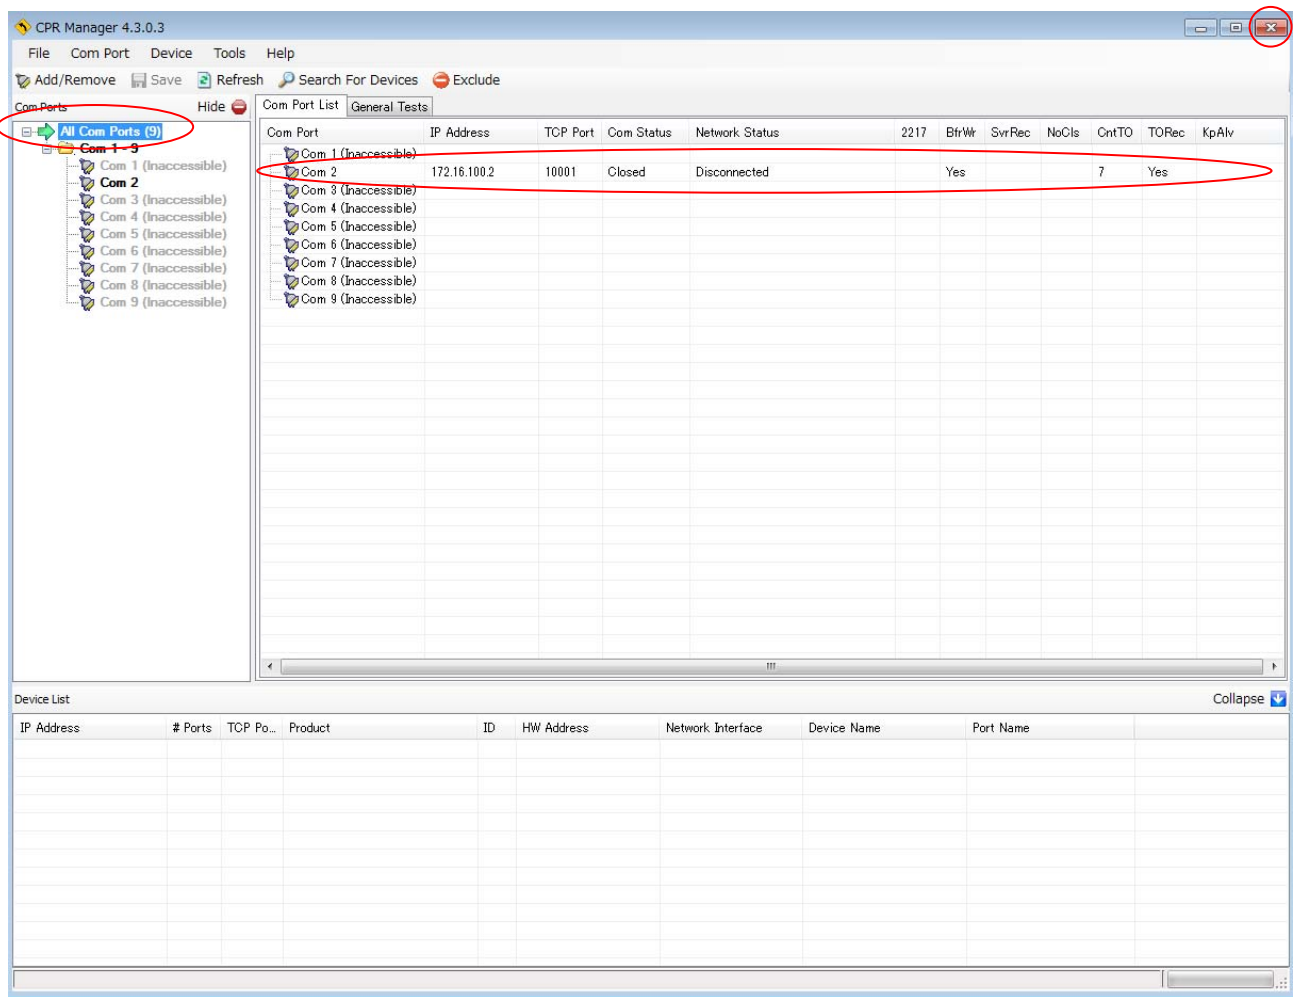 CPR Manager 4.3.0.3
File Com Port Device Tools Help
Add/Remove Save Refresh Search For Devices Exclude
Com Ports Hide
All Com Ports (9)
Com 1 - 9
Com 1 (Inaccessible)
Com 2
Com 3 (Inaccessible)
Com 4 (Inaccessible)
Com 5 (Inaccessible)
Com 6 (Inaccessible)
Com 7 (Inaccessible)
Com 8 (Inaccessible)
Com 9 (Inaccessible)
Com Port List General Tests
Com Port IP Address TCP Port Com Status Network Status 2217 BfrWr SvrRec NoCls CntTO TORec KpAlv
Com 1 (Inaccessible)
Com 2 172.16.100.2 10001 Closed Disconnected Yes 7 Yes
Com 3 (Inaccessible)
Com 4 (Inaccessible)
Com 5 (Inaccessible)
Com 6 (Inaccessible)
Com 7 (Inaccessible)
Com 8 (Inaccessible)
Com 9 (Inaccessible)
Device List Collapse
IP Address # Ports TCP Po... Product ID HW Address Network Interface Device Name Port Name